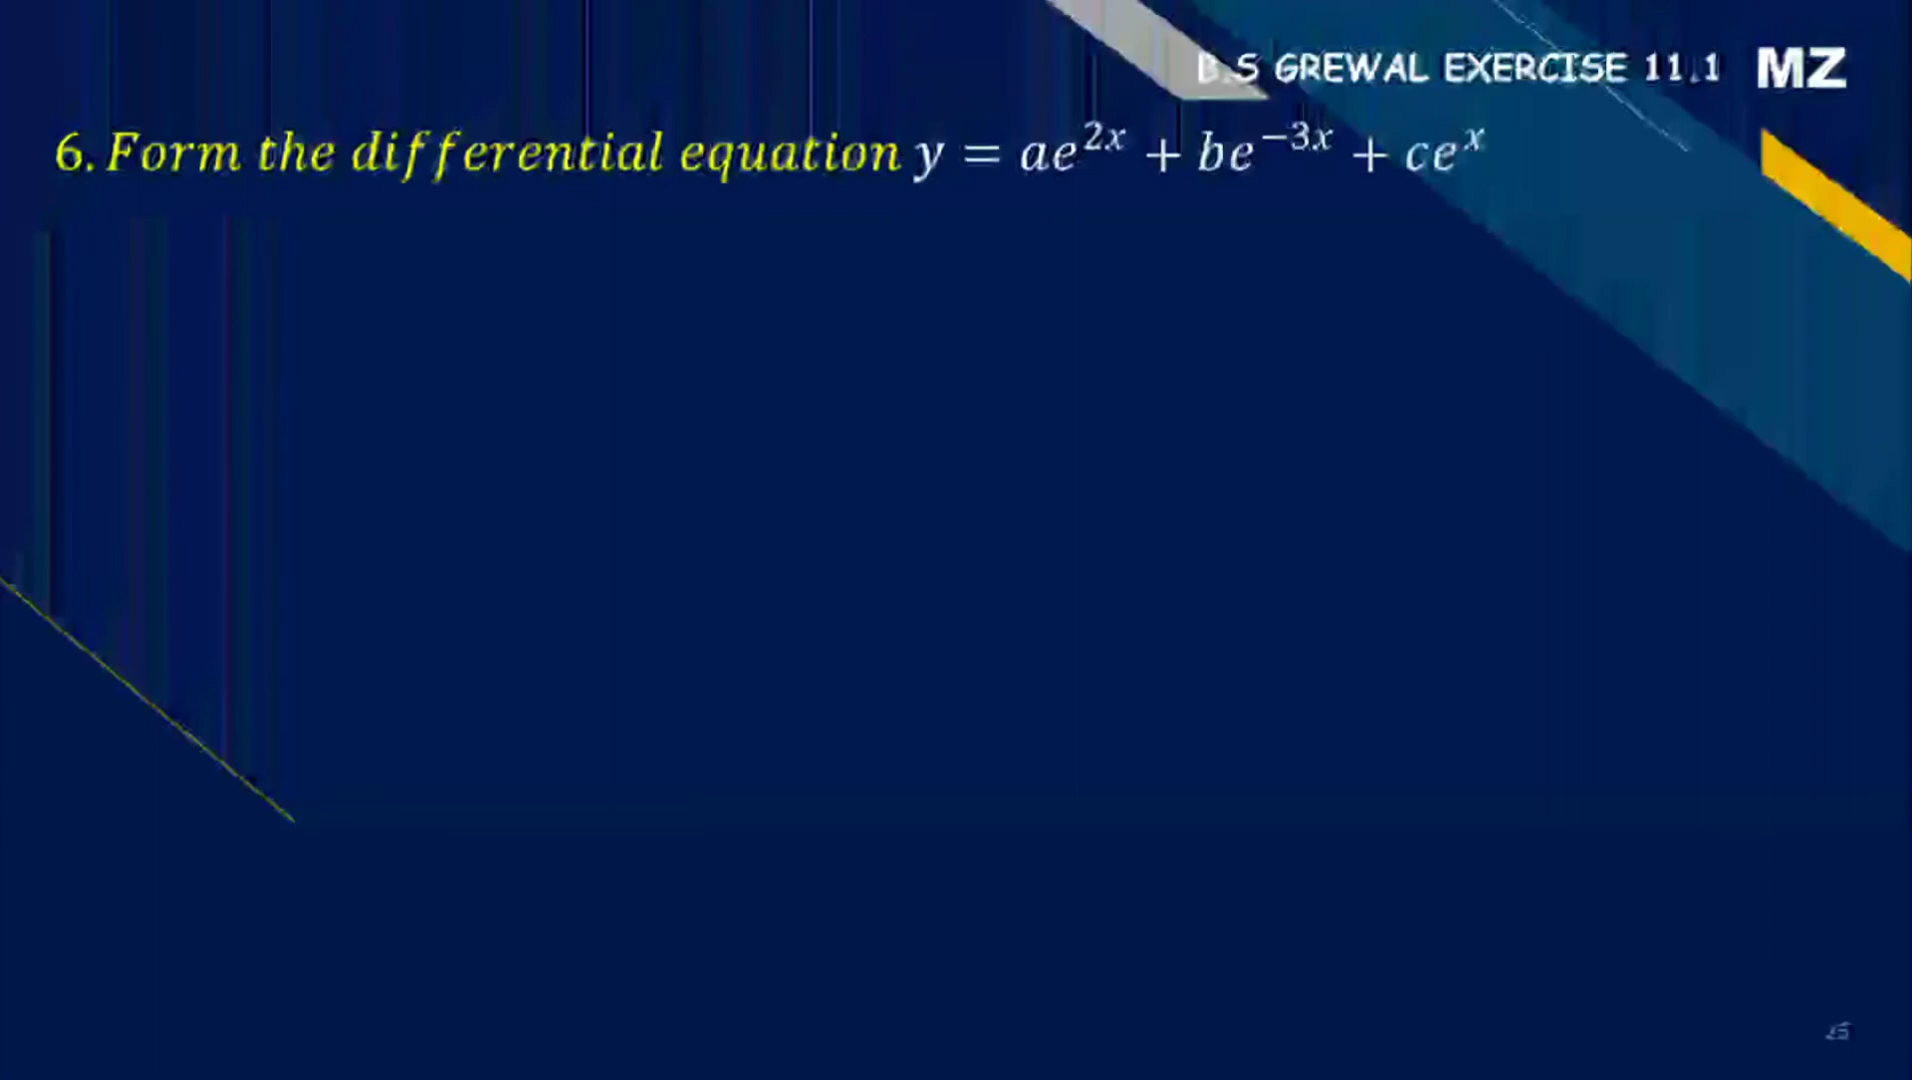 B.S GREWAL EXERCISE 11.1 MZ
6. Form the differential equation y = ae^{2x} + be^{−3x} + ce^{x}